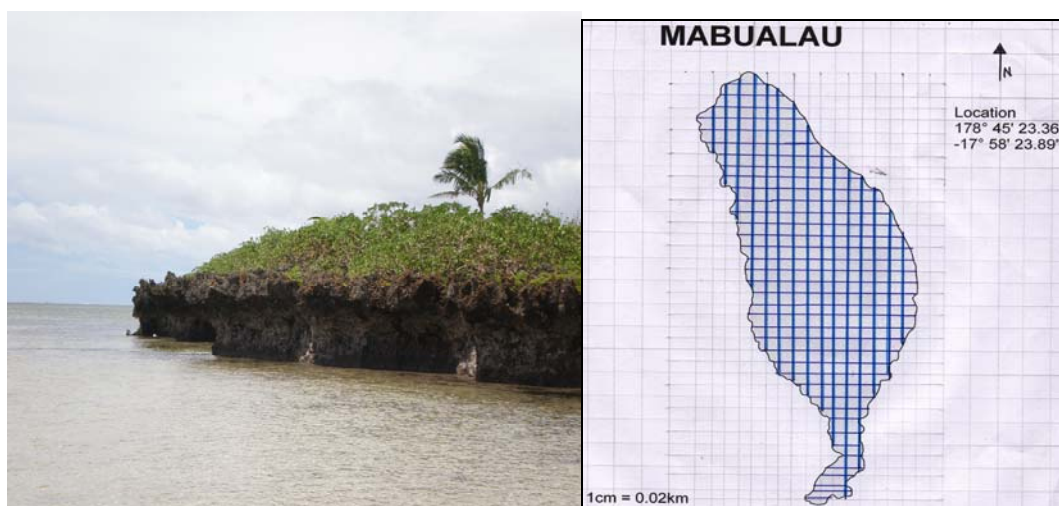 MABUALAU
N
Location
178° 45' 23.36
-17° 58' 23.89"
1cm = 0.02km